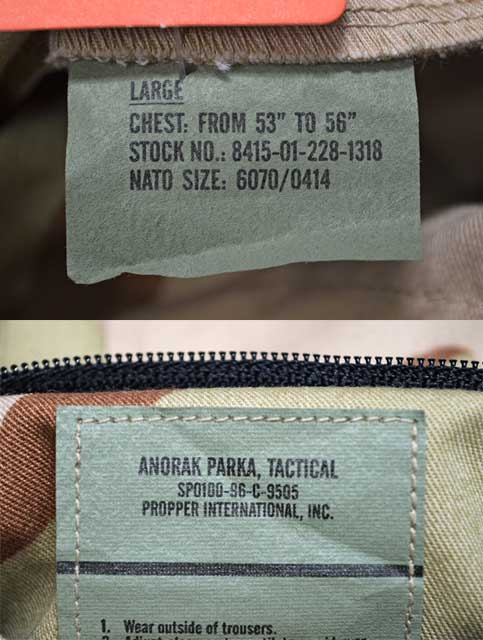 LARGE
CHEST: FROM 53" TO 56"
STOCK NO.: 8415-01-228-1318
NATO SIZE: 6070/0414
ANORAK PARKA, TACTICAL
SPO100-96-C-9505
PROPPER INTERNATIONAL, INC.
1. Wear outside of trousers.